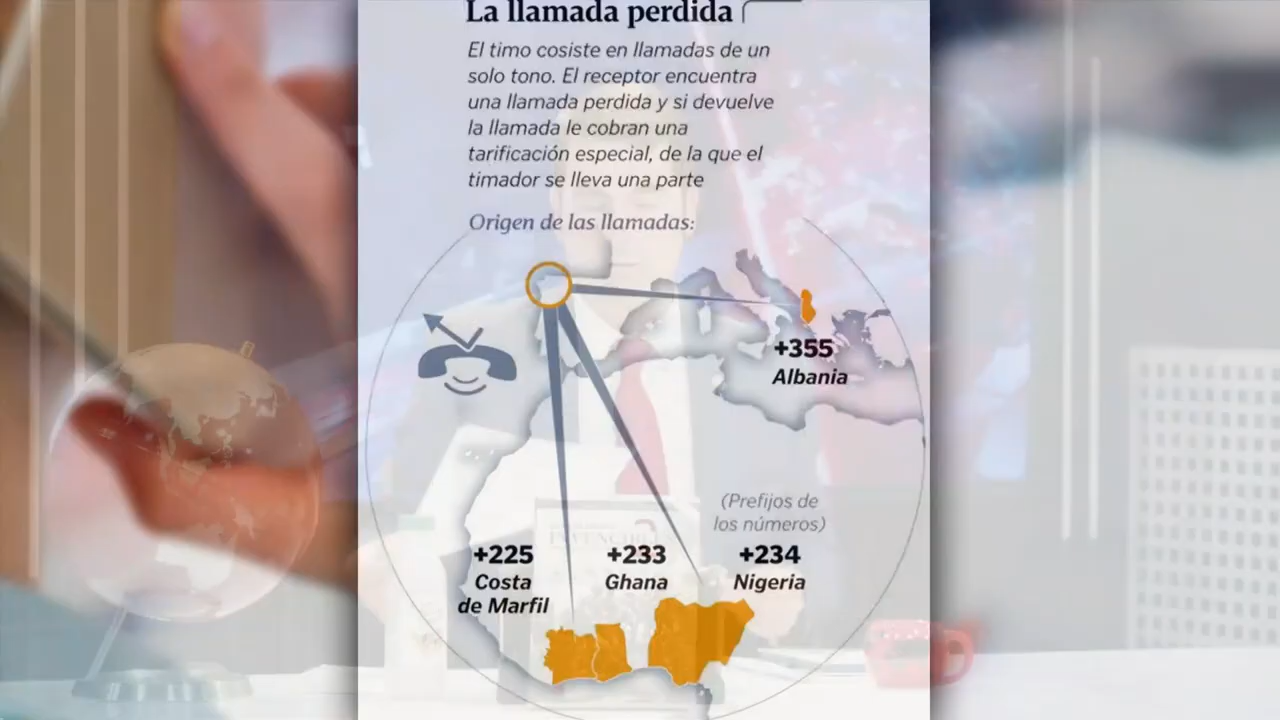 La llamada perdida
El timo cosiste en llamadas de un
solo tono. El receptor encuentra
una llamada perdida y si devuelve
la llamada le cobran una
tarificación especial, de la que el
timador se lleva una parte
Origen de las llamadas:
+355
Albania
(Prefijos de
los números)
+225
Costa
de Marfil
+233
Ghana
+234
Nigeria